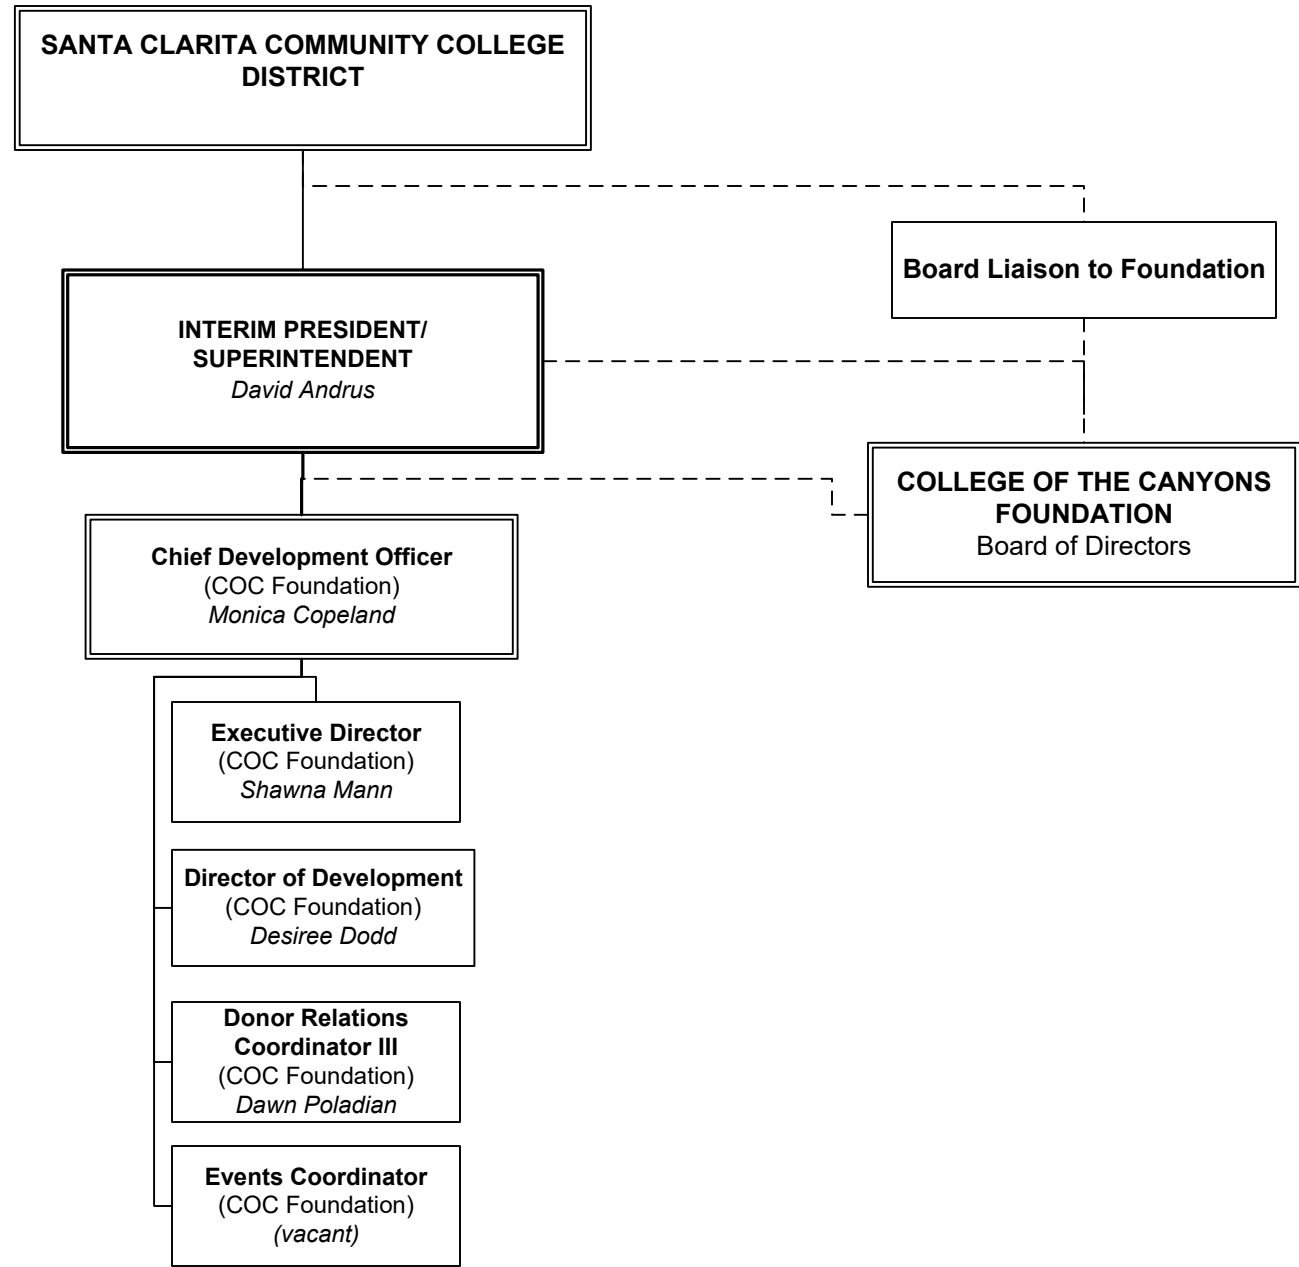 SANTA CLARITA COMMUNITY COLLEGE
DISTRICT
Board Liaison to Foundation
INTERIM PRESIDENT/
SUPERINTENDENT
David Andrus
COLLEGE OF THE CANYONS
FOUNDATION
Board of Directors
Chief Development Officer
(COC Foundation)
Monica Copeland
Executive Director
(COC Foundation)
Shawna Mann
Director of Development
(COC Foundation)
Desiree Dodd
Donor Relations
Coordinator III
(COC Foundation)
Dawn Poladian
Events Coordinator
(COC Foundation)
(vacant)